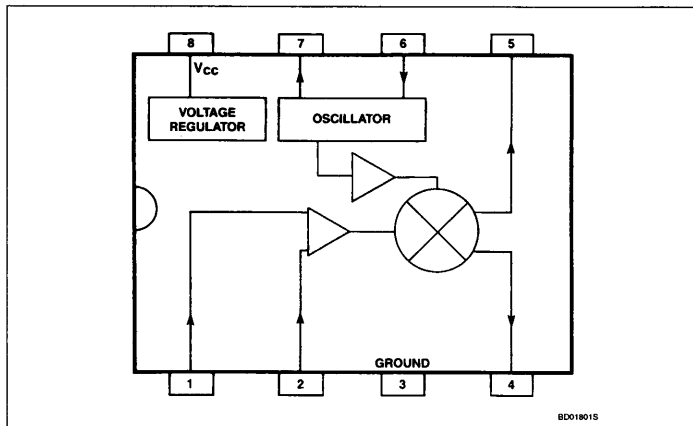 8 7 6 5
VCC
VOLTAGE
REGULATOR
OSCILLATOR
GROUND
1 2 3 4
BD01801S